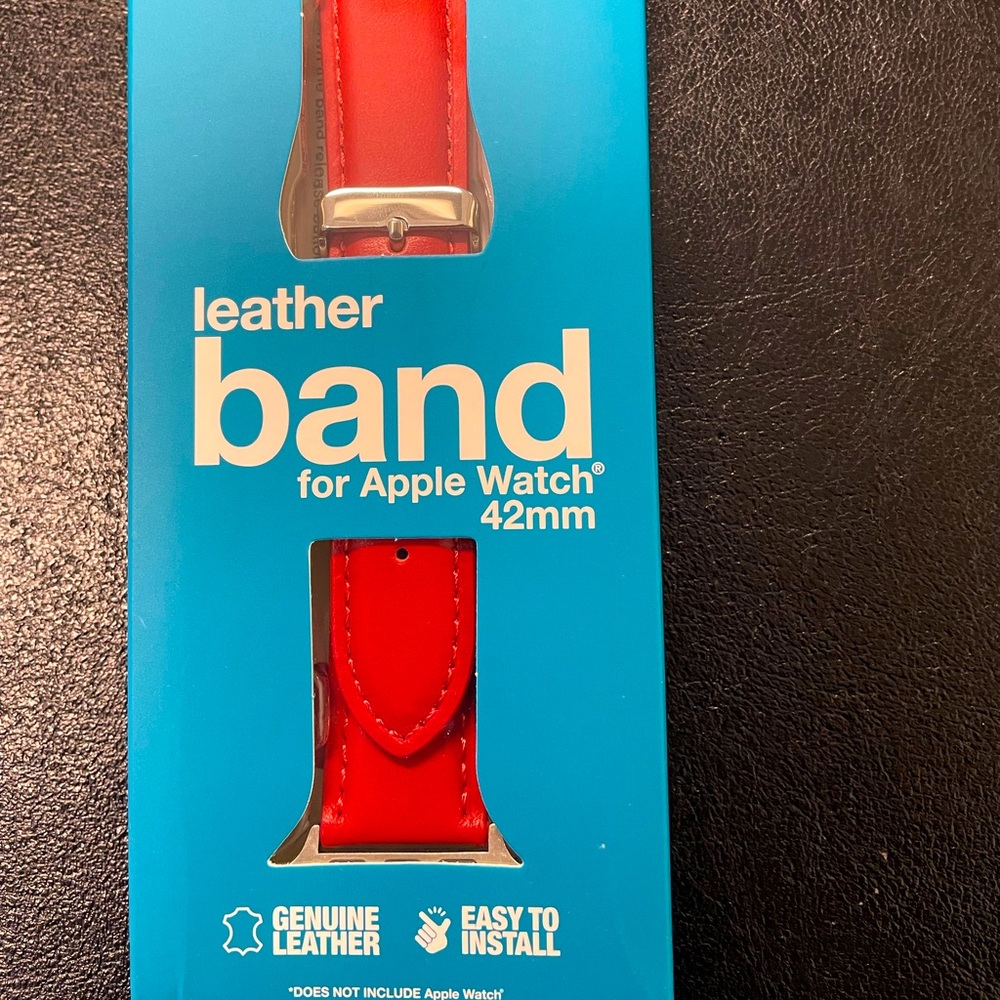 leather
band
for Apple Watch®
42mm
GENUINE
LEATHER
EASY TO
INSTALL
*DOES NOT INCLUDE Apple Watch®